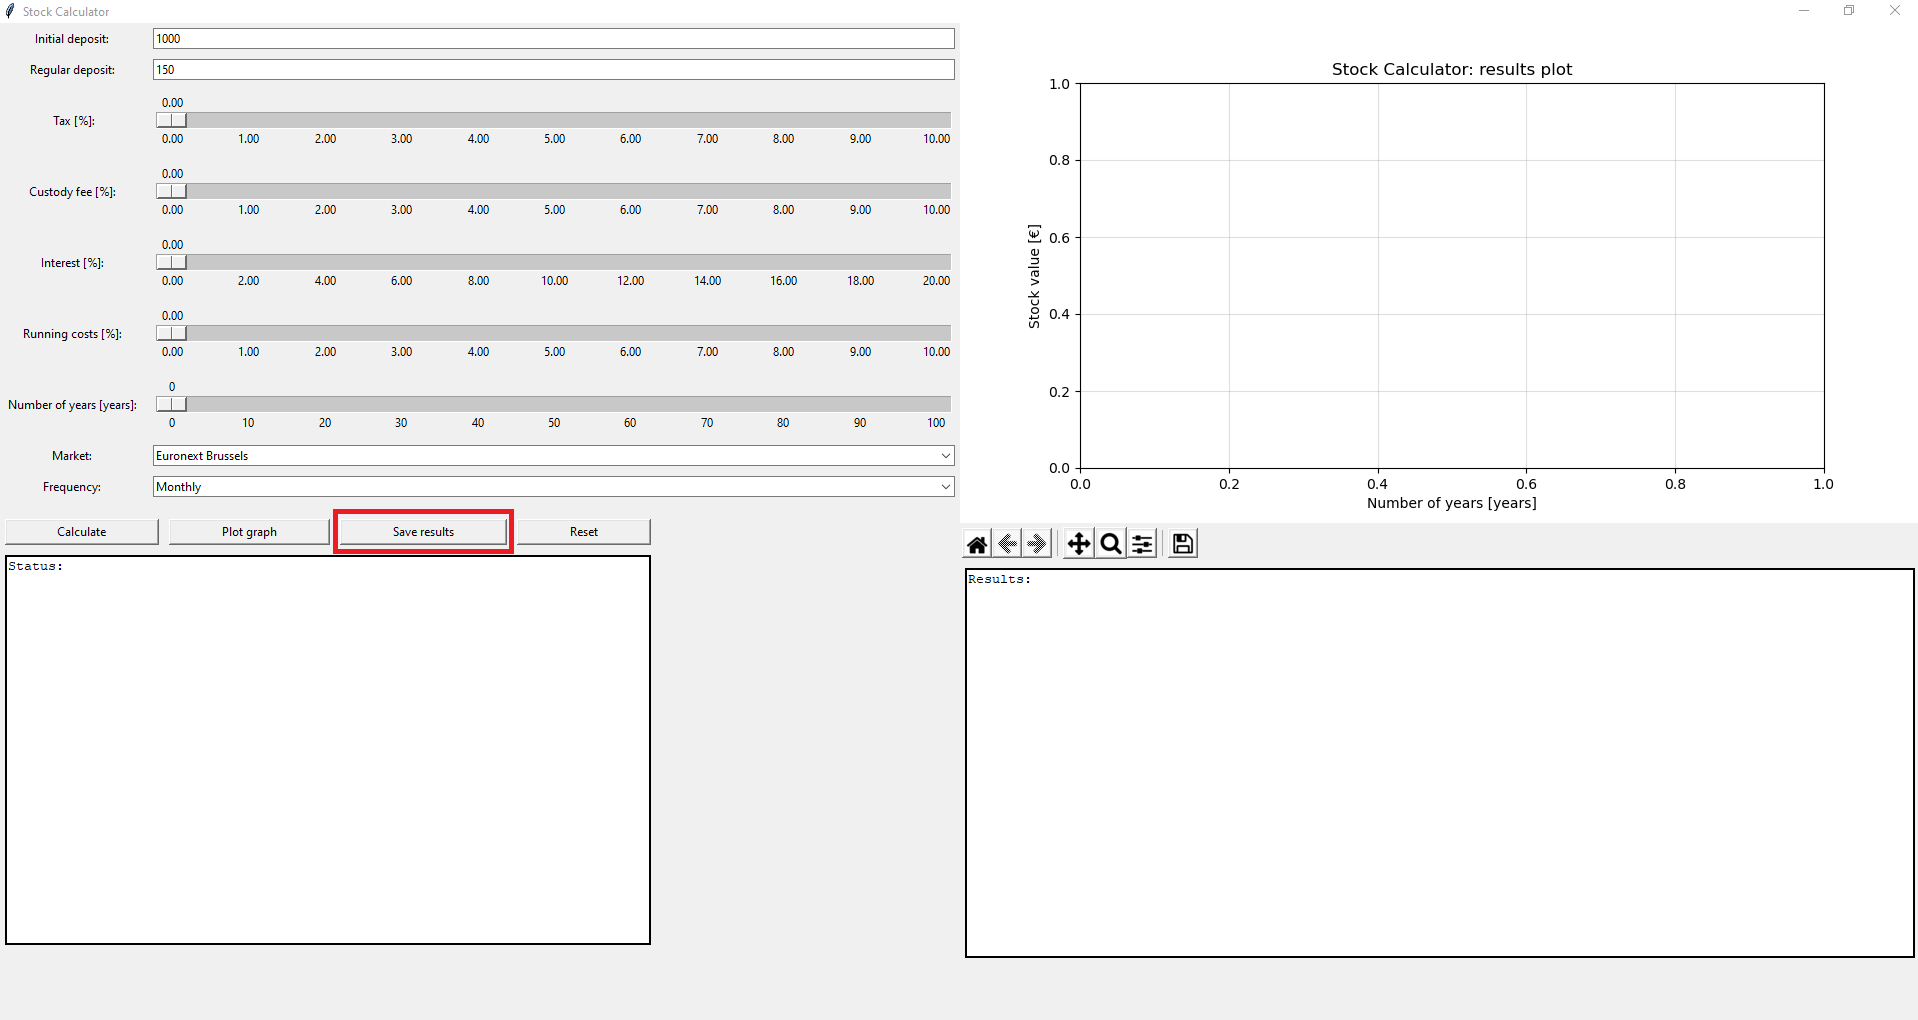 Stock Calculator
Initial deposit: 1000
Regular deposit: 150
0.00
Tax [%]:
0.00 1.00 2.00 3.00 4.00 5.00 6.00 7.00 8.00 9.00 10.00
0.00
Custody fee [%]:
0.00 1.00 2.00 3.00 4.00 5.00 6.00 7.00 8.00 9.00 10.00
0.00
Interest [%]:
0.00 2.00 4.00 6.00 8.00 10.00 12.00 14.00 16.00 18.00 20.00
0.00
Running costs [%]:
0.00 1.00 2.00 3.00 4.00 5.00 6.00 7.00 8.00 9.00 10.00
0
Number of years [years]:
0 10 20 30 40 50 60 70 80 90 100
Market: Euronext Brussels
Frequency: Monthly
Calculate Plot graph Save results Reset
Status:
Stock Calculator: results plot
1.0
0.8
0.6
0.4
0.2
0.0
Stock value [€]
0.0 0.2 0.4 0.6 0.8 1.0
Number of years [years]
Results: